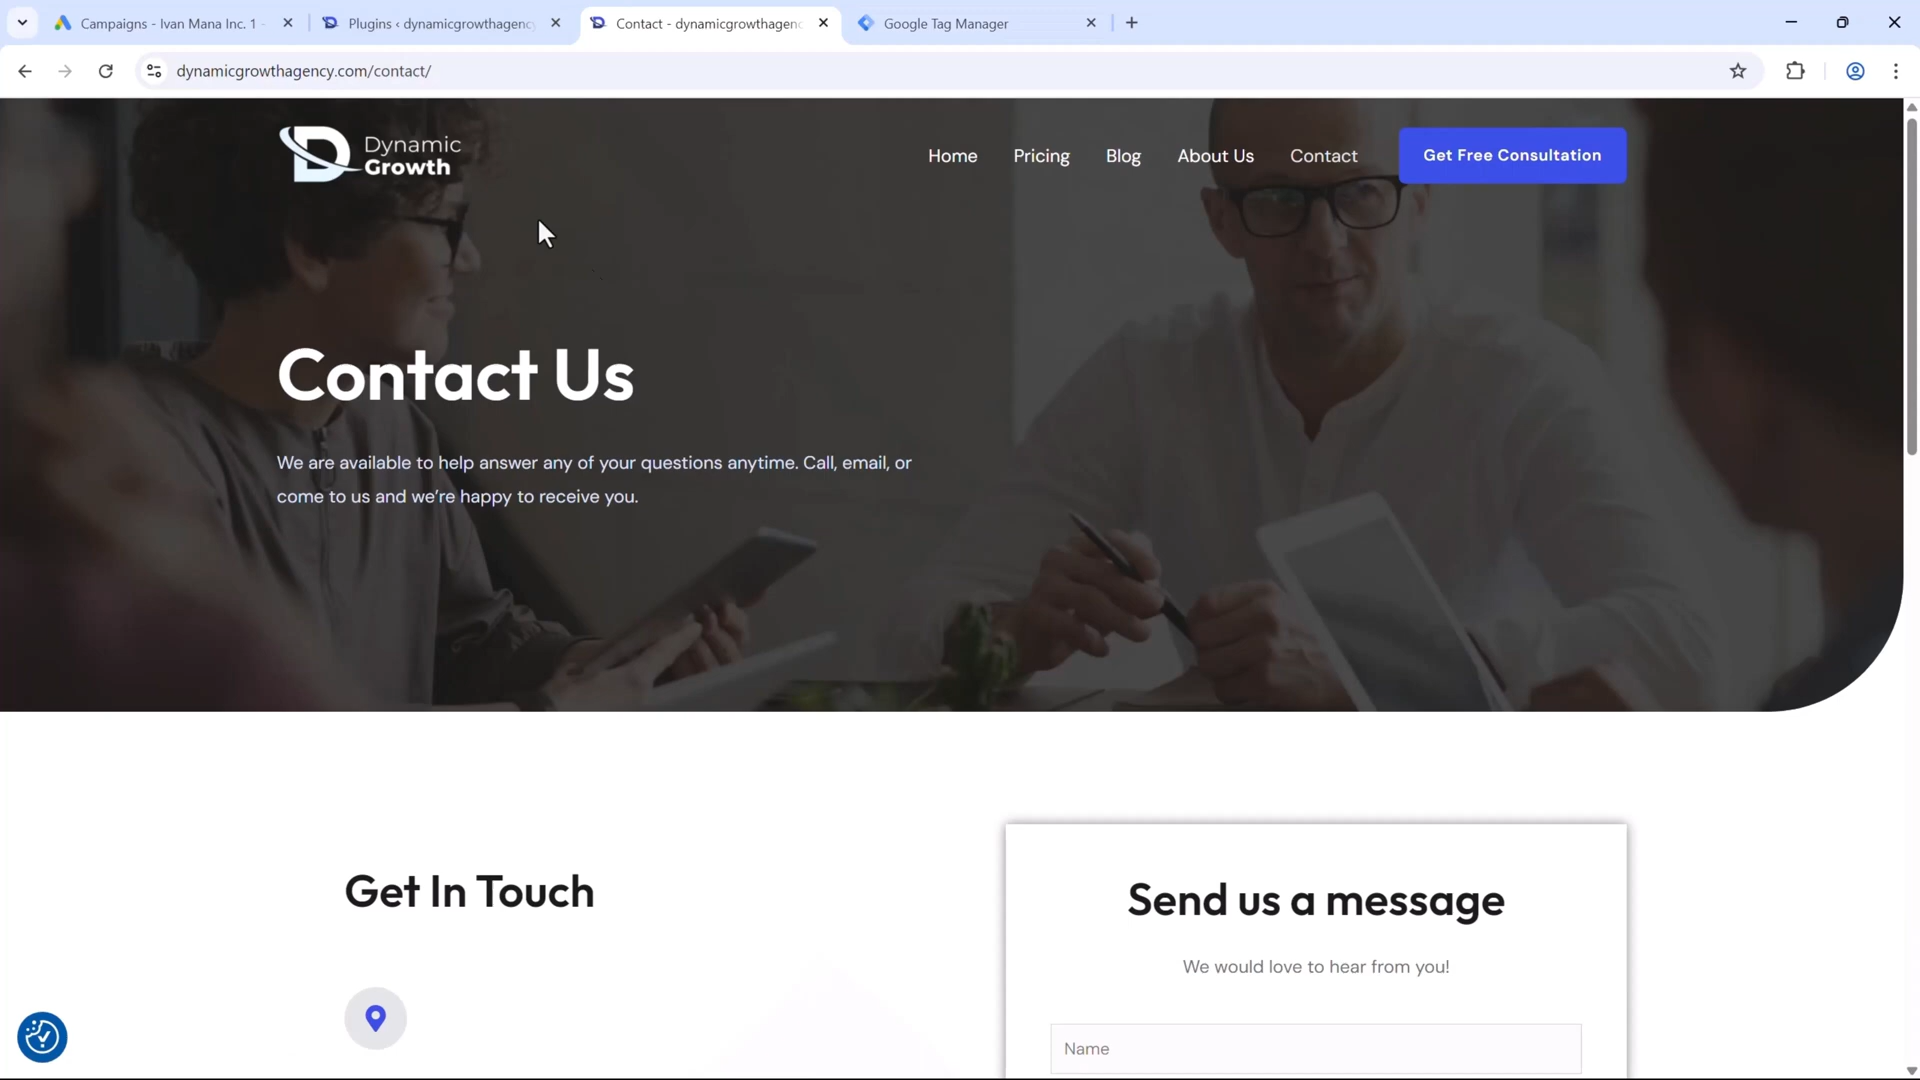 Campaigns - Ivan Mana Inc. 1 -
Plugins ‹ dynamicgrowthagenc
Contact - dynamicgrowthagenc
Google Tag Manager
dynamicgrowthagency.com/contact/
Dynamic
Growth
Home
Pricing
Blog
About Us
Contact
Get Free Consultation
Contact Us
We are available to help answer any of your questions anytime. Call, email, or
come to us and we’re happy to receive you.
Get In Touch
Send us a message
We would love to hear from you!
Name